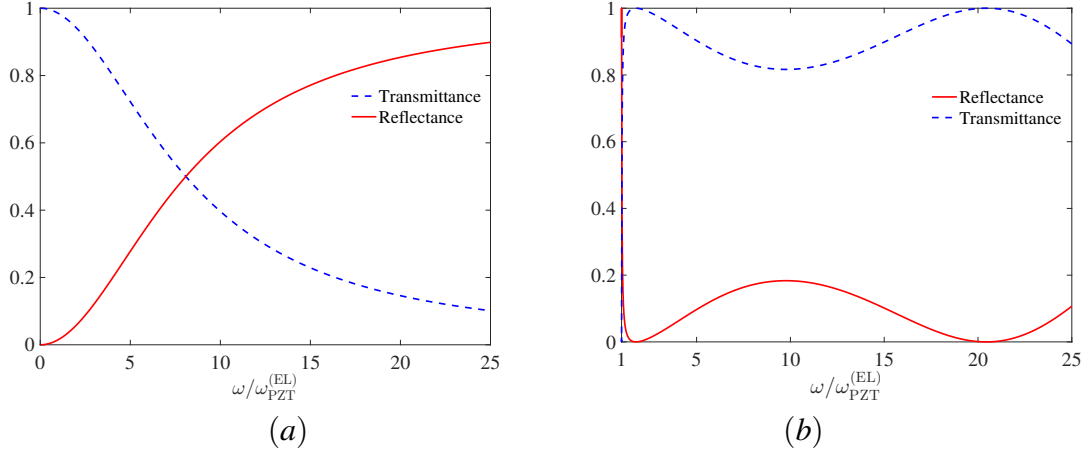 1
0.8
0.6
0.4
0.2
0
0 5 10 15 20 25
Transmittance
Reflectance
ω/ω_PZT^(EL)
(a)
1
0.8
0.6
0.4
0.2
0
1 5 10 15 20 25
Reflectance
Transmittance
ω/ω_PZT^(EL)
(b)